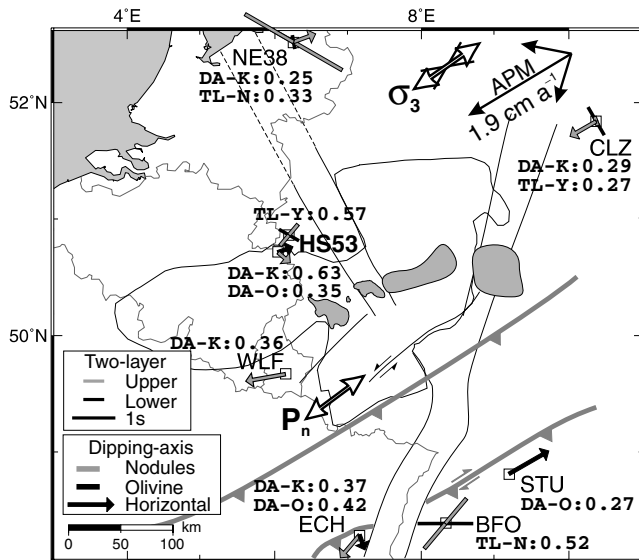 4°E 8°E
NE38
DA-K:0.25
TL-N:0.33
52°N
σ3
APM
1.9 cm a⁻¹
CLZ
DA-K:0.29
TL-Y:0.27
TL-Y:0.57
HS53
DA-K:0.63
DA-O:0.35
50°N
DA-K:0.36
WLF
Two-layer
Upper
Lower
1s
Pn
Dipping-axis
Nodules
Olivine
Horizontal
DA-K:0.37
DA-O:0.42
ECH
STU
DA-O:0.27
BFO
TL-N:0.52
km
0 50 100